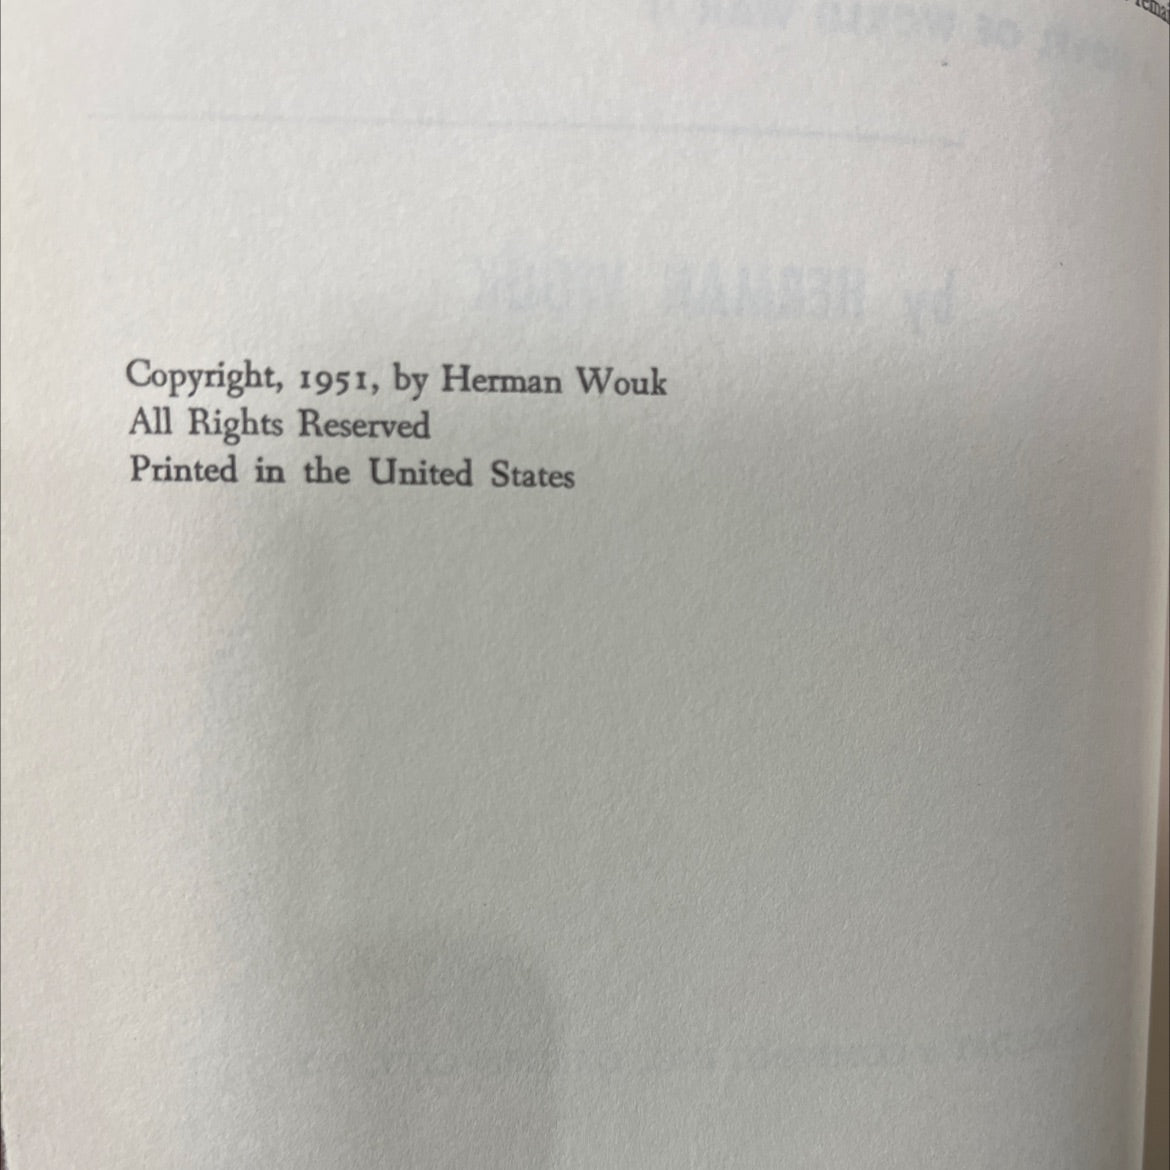 Copyright, 1951, by Herman Wouk
All Rights Reserved
Printed in the United States